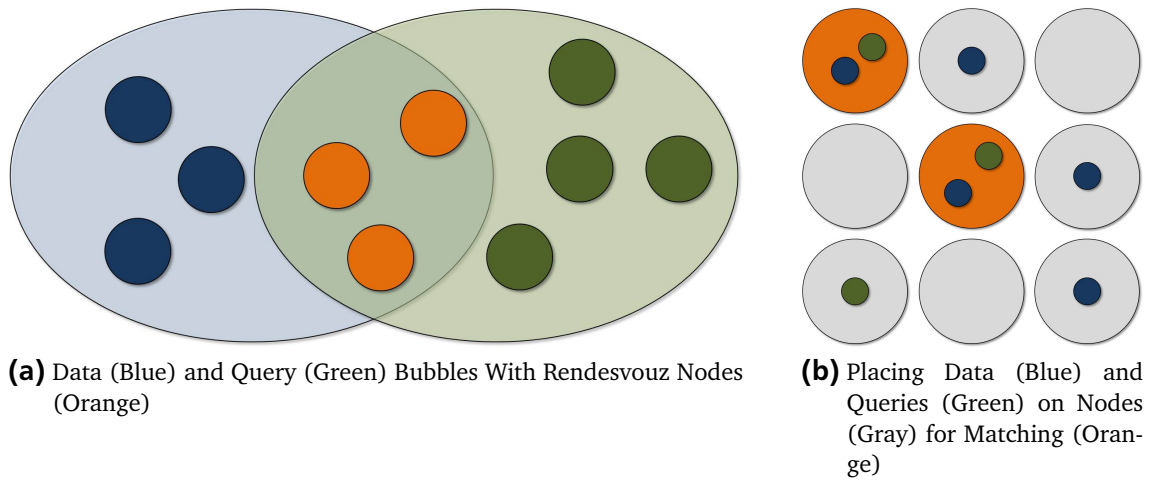 (a) Data (Blue) and Query (Green) Bubbles With Rendesvouz Nodes
(Orange)
(b) Placing Data (Blue) and
Queries (Green) on Nodes
(Gray) for Matching (Oran-
ge)